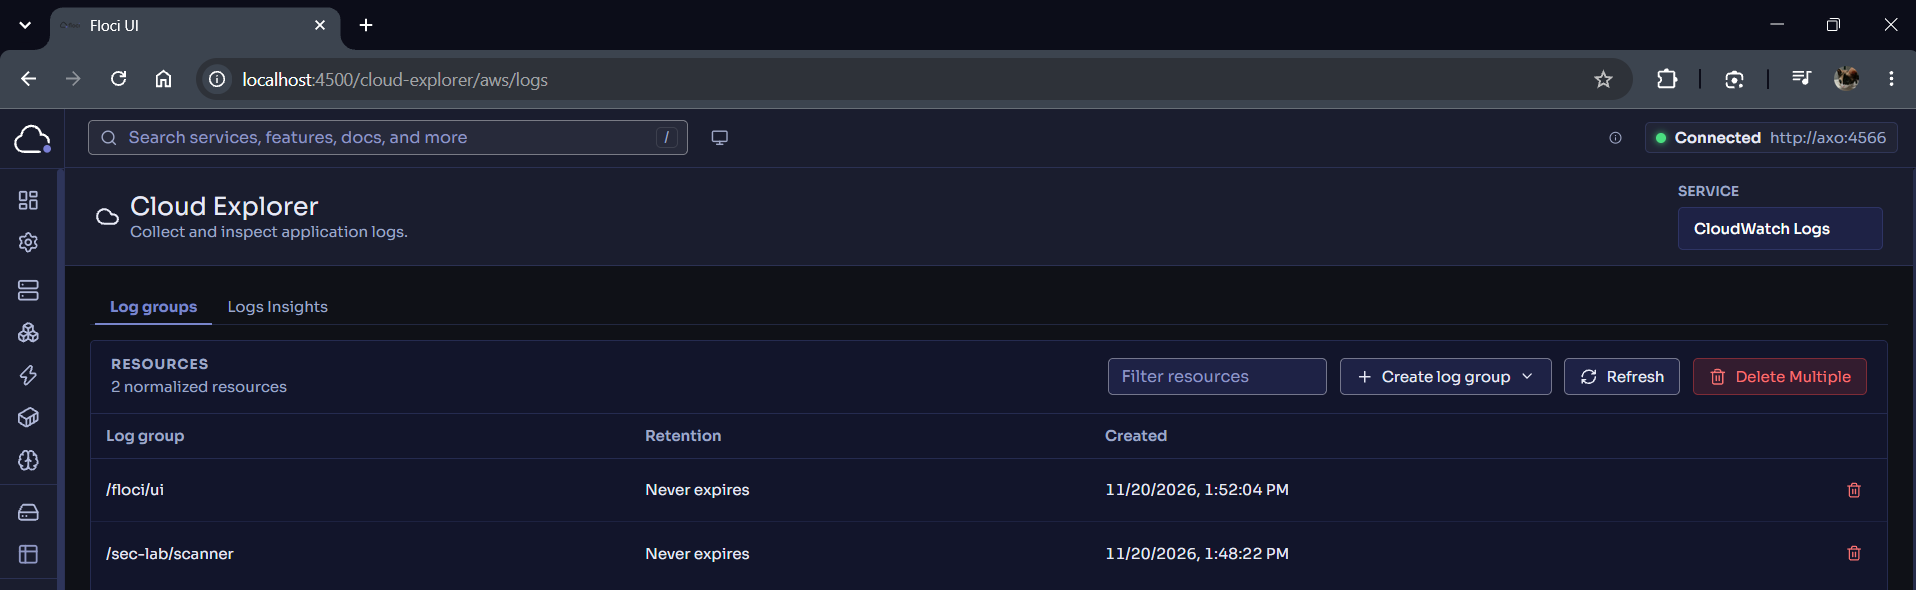 Floci UI
localhost:4500/cloud-explorer/aws/logs
Search services, features, docs, and more /
Connected http://axo:4566
Cloud Explorer
Collect and inspect application logs.
SERVICE
CloudWatch Logs
Log groups Logs Insights
RESOURCES
2 normalized resources
Filter resources
Create log group
Refresh
Delete Multiple
Log group Retention Created
/floci/ui Never expires 11/20/2026, 1:52:04 PM
/sec-lab/scanner Never expires 11/20/2026, 1:48:22 PM